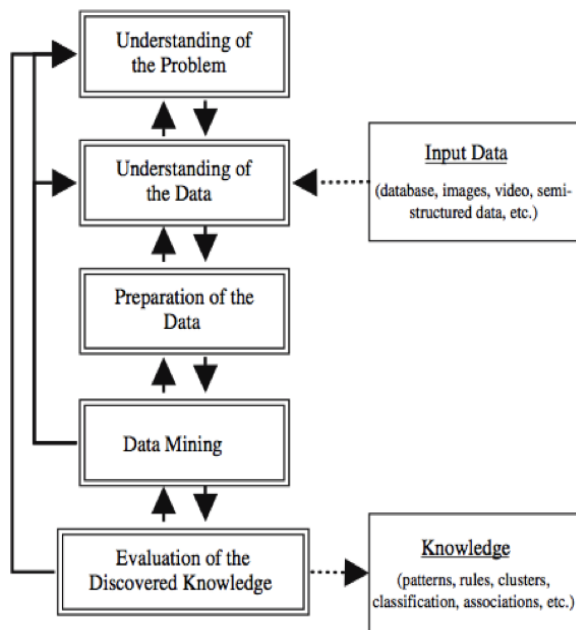 Understanding of
the Problem
Understanding of
the Data
Input Data
(database, images, video, semi-
structured data, etc.)
Preparation of the
Data
Data Mining
Evaluation of the
Discovered Knowledge
Knowledge
(patterns, rules, clusters,
classification, associations, etc.)